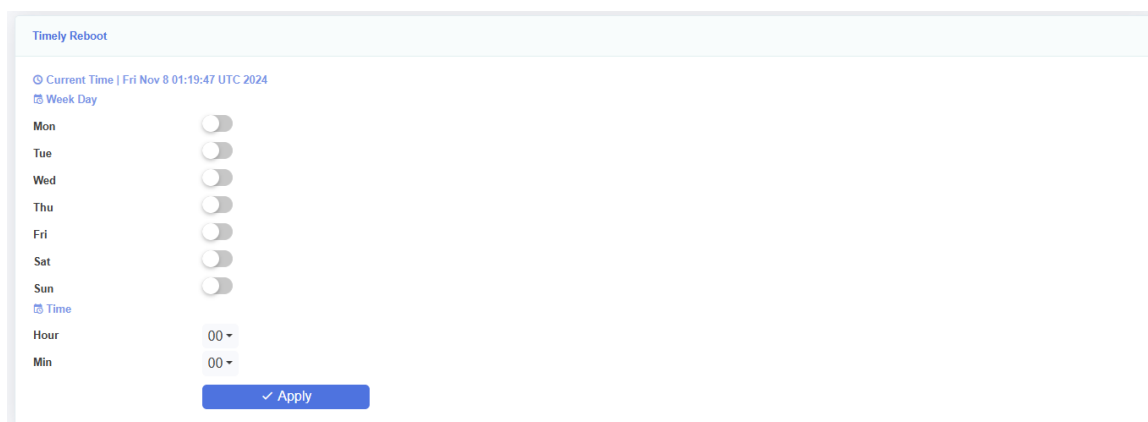 Timely Reboot
Current Time | Fri Nov 8 01:19:47 UTC 2024
Week Day
Mon
Tue
Wed
Thu
Fri
Sat
Sun
Time
Hour 00
Min 00
Apply